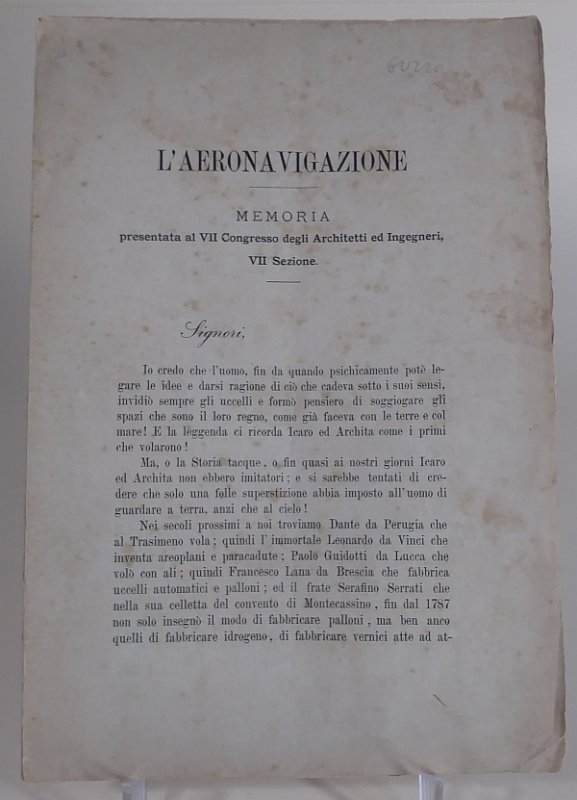 GUZZO
L'AERONAVIGAZIONE
MEMORIA
presentata al VII Congresso degli Architetti ed Ingegneri,
VII Sezione.
Signori,
Io credo che l'uomo, fin da quando psichicamente potè le-
gare le idee e darsi ragione di ciò che cadeva sotto i suoi sensi,
invidiò sempre gli uccelli e formò pensiero di soggiogare gli
spazi che sono il loro regno, come già faceva con le terre e col
mare! E la leggenda ci ricorda Icaro ed Archita come i primi
che volarono!
Ma, o la Storia tacque, o fin quasi ai nostri giorni Icaro
ed Archita non ebbero imitatori; e si sarebbe tentati di cre-
dere che solo una folle superstizione abbia imposto all'uomo di
guardare a terra, anzi che al cielo!
Nei secoli prossimi a noi troviamo Dante da Perugia che
al Trasimeno vola; quindi l'immortale Leonardo da Vinci che
inventa areoplani e paracadute; Paolo Guidotti da Lucca che
volò con ali; quindi Francesco Lana da Brescia che fabbrica
uccelli automatici e palloni; ed il frate Serafino Serrati che
nella sua celletta del convento di Montecassino, fin dal 1787
non solo insegnò il modo di fabbricare palloni, ma ben anco
quelli di fabbricare idrogeno, di fabbricare vernici atte ad at-